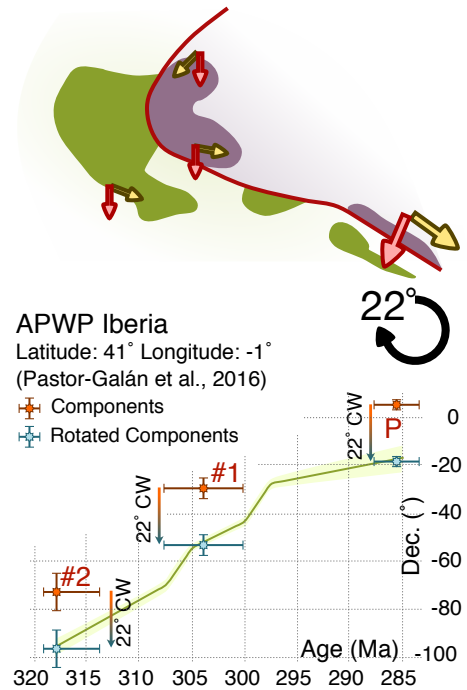 22°
APWP Iberia
Latitude: 41° Longitude: -1°
(Pastor-Galán et al., 2016)
Components
Rotated Components
22° CW
P
#1
22° CW
#2
22° CW
0
-20
-40
-60
-80
-100
Dec. (°)
Age (Ma)
320 315 310 305 300 295 290 285